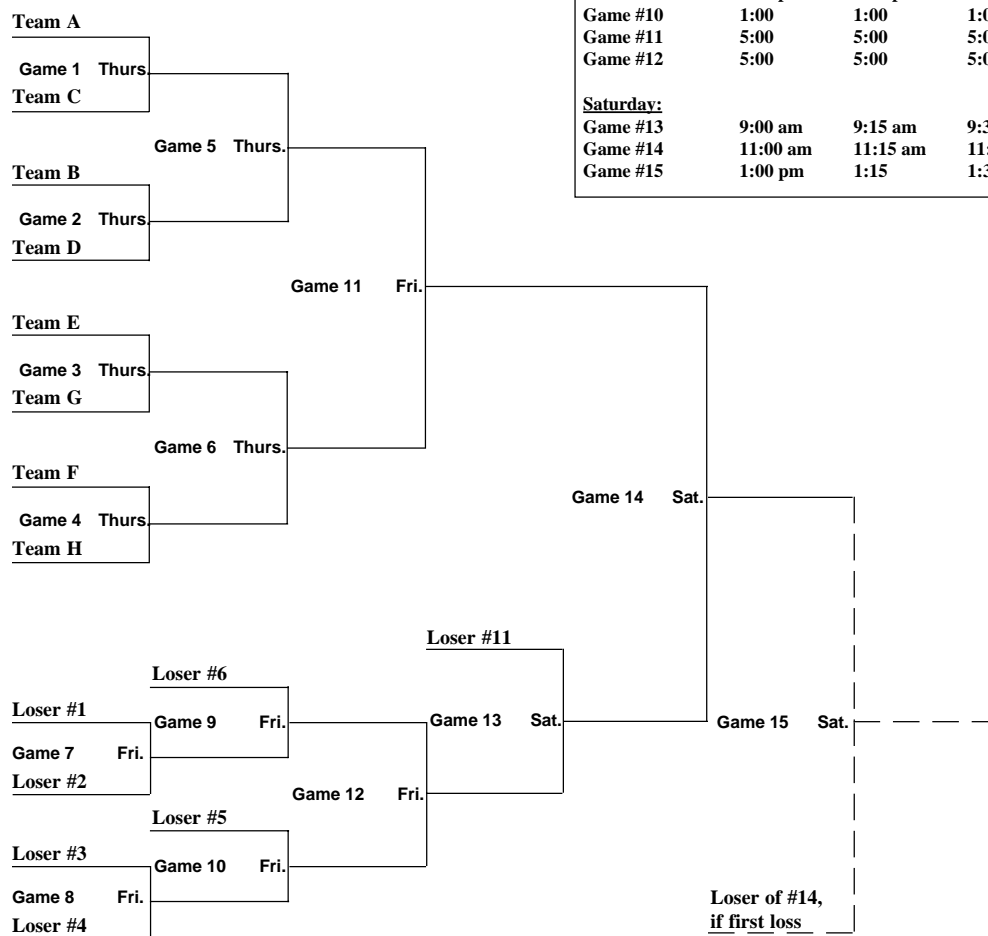 Team A
Game 1 Thurs.
Team C
Game 5 Thurs.
Team B
Game 2 Thurs.
Team D
Game 11 Fri.
Team E
Game 3 Thurs.
Team G
Game 6 Thurs.
Team F
Game 4 Thurs.
Team H
Game 14 Sat.
Game #10 1:00 1:00
Game #11 5:00 5:00
Game #12 5:00 5:00
Saturday:
Game #13 9:00 am 9:15 am
Game #14 11:00 am 11:15 am
Game #15 1:00 pm 1:15
Loser #11
Loser #6
Loser #1
Game 9 Fri.
Game 13 Sat.
Game 15 Sat.
Game 7 Fri.
Loser #2
Game 12 Fri.
Loser #5
Loser #3
Game 10 Fri.
Game 8 Fri.
Loser #4
Loser of #14,
if first loss